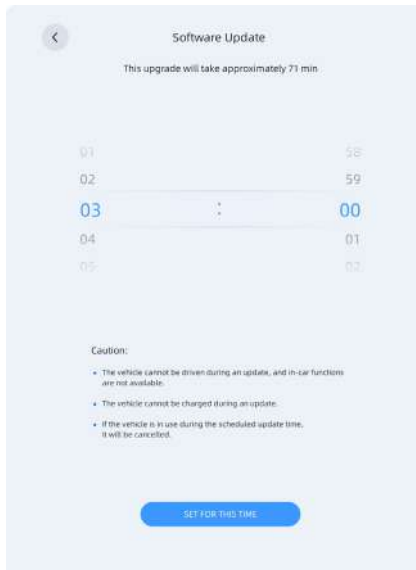 Software Update
This upgrade will take approximately 71 min
01 58
02 59
03 : 00
04 01
05 02
Caution:
• The vehicle cannot be driven during an update, and in-car functions
are not available.
• The vehicle cannot be charged during an update.
• If the vehicle is in use during the scheduled update time,
it will be cancelled.
SET FOR THIS TIME